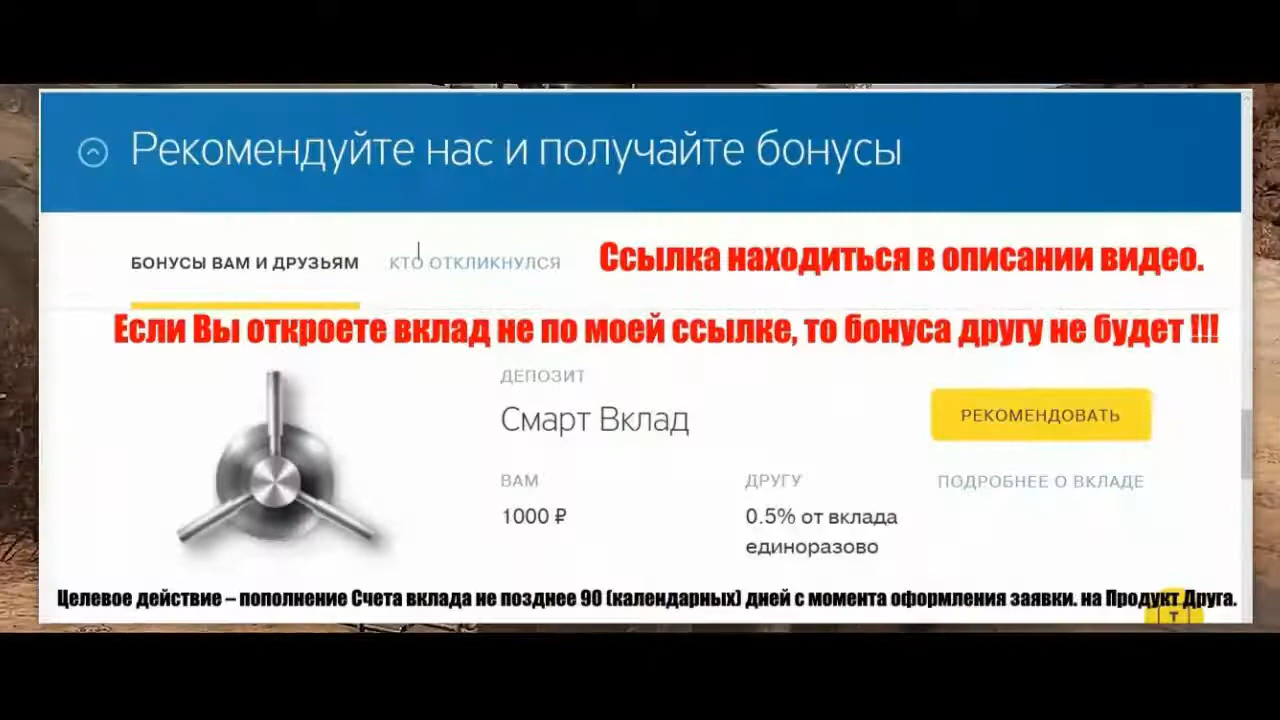 Рекомендуйте нас и получайте бонусы
БОНУСЫ ВАМ И ДРУЗЬЯМ КТО ОТКЛИКНУЛСЯ
Ссылка находиться в описании видео.
Если Вы откроете вклад не по моей ссылке, то бонуса другу не будет !!!
ДЕПОЗИТ
Смарт Вклад
РЕКОМЕНДОВАТЬ
ВАМ ДРУГУ ПОДРОБНЕЕ О ВКЛАДЕ
1000 ₽ 0.5% от вклада
единоразово
Целевое действие – пополнение Счета вклада не позднее 90 (календарных) дней с момента оформления заявки. на Продукт Друга.
Т